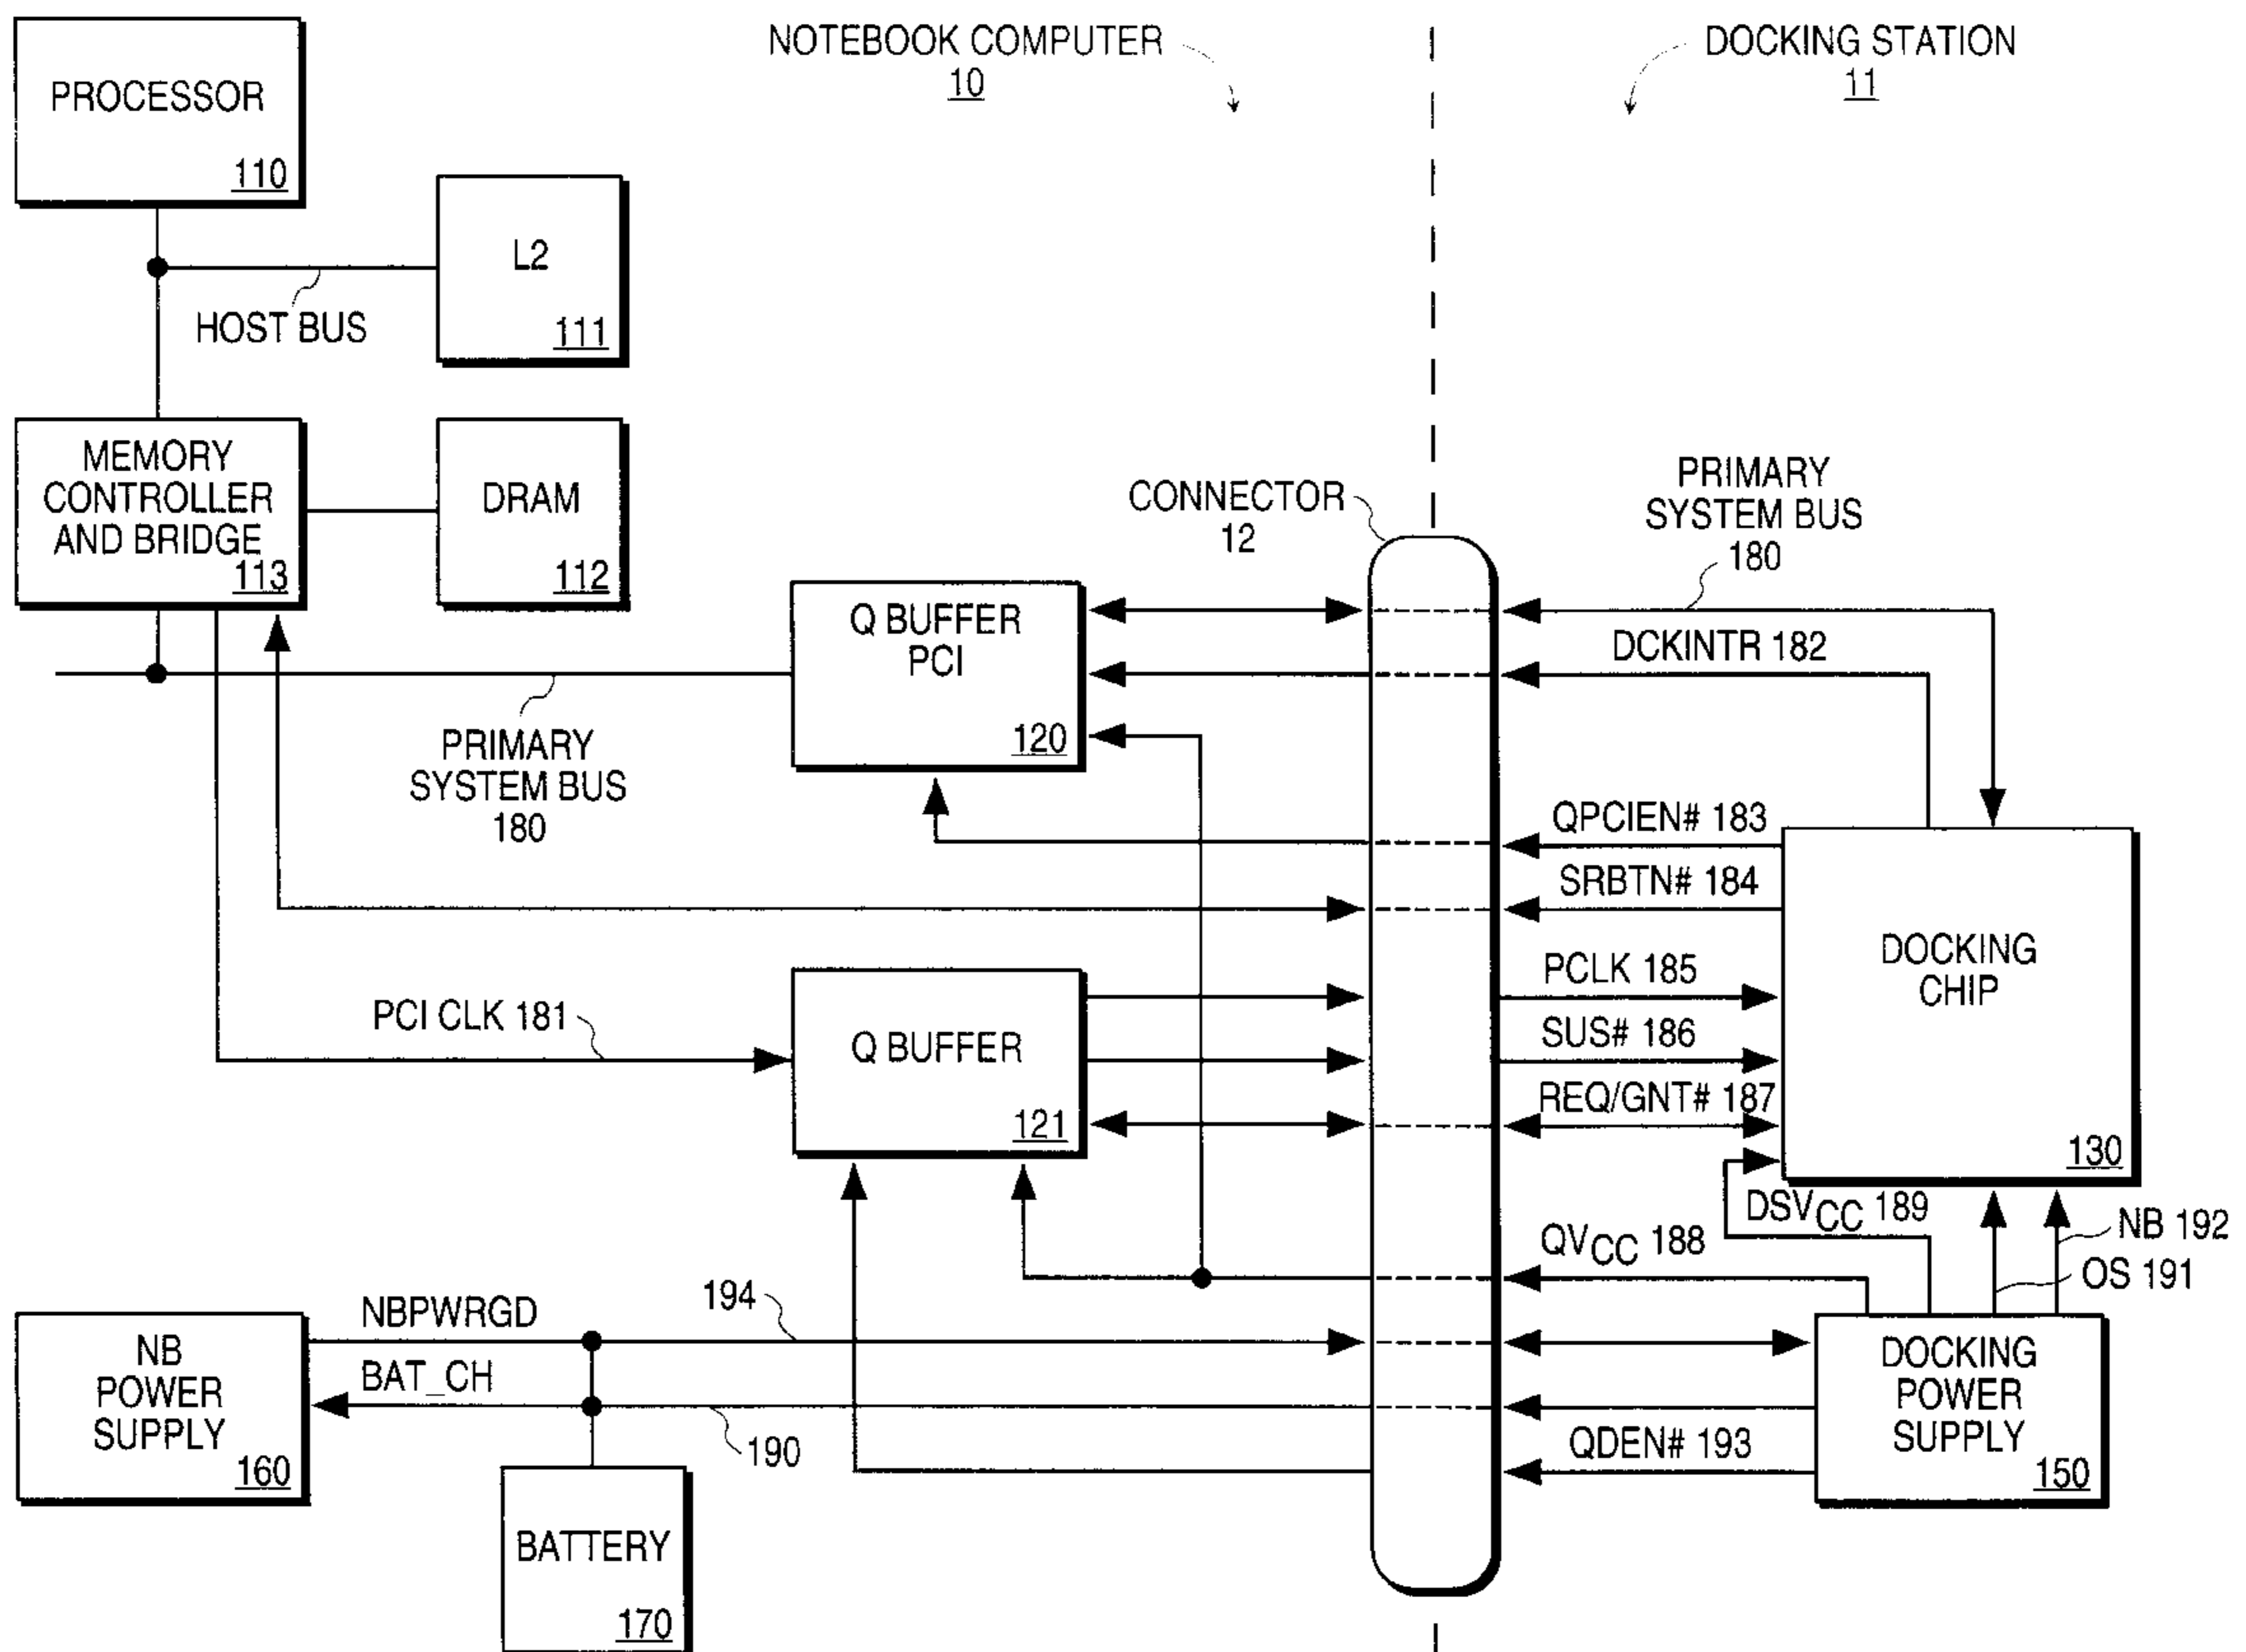 NOTEBOOK COMPUTER
10
DOCKING STATION
11
PROCESSOR
110
L2
111
HOST BUS
MEMORY
CONTROLLER
AND BRIDGE
113
DRAM
112
CONNECTOR
12
PRIMARY
SYSTEM BUS
180
Q BUFFER
PCI
120
DCKINTR 182
PRIMARY
SYSTEM BUS
180
QPCIEN# 183
SRBTN# 184
DOCKING
CHIP
130
PCLK 185
PCI CLK 181
Q BUFFER
121
SUS# 186
REQ/GNT# 187
DSVCC 189
QVCC 188
NB 192
OS 191
NB
POWER
SUPPLY
160
NBPWRGD
194
BAT_CH
190
DOCKING
POWER
SUPPLY
150
QDEN# 193
BATTERY
170